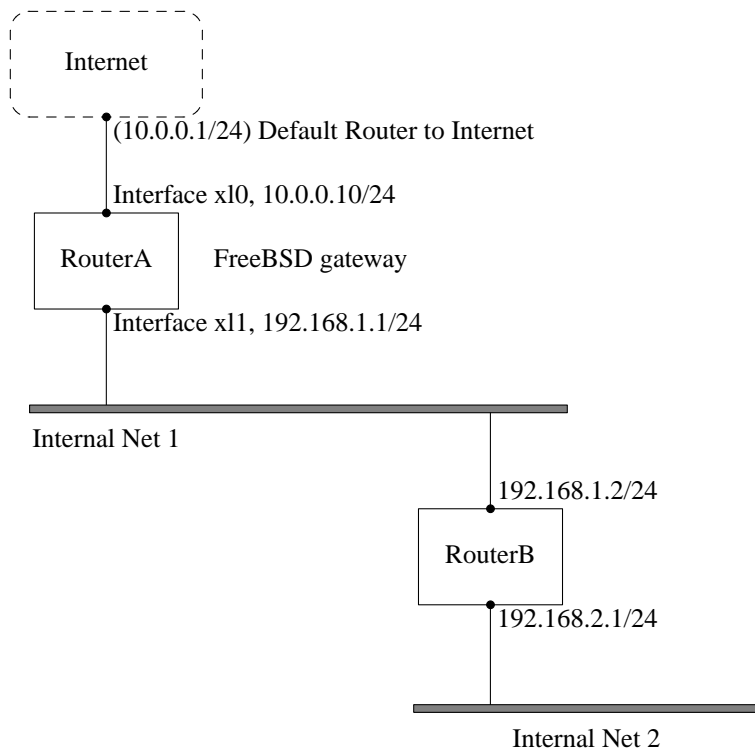 Internet
(10.0.0.1/24) Default Router to Internet
Interface xl0, 10.0.0.10/24
RouterA
FreeBSD gateway
Interface xl1, 192.168.1.1/24
Internal Net 1
192.168.1.2/24
RouterB
192.168.2.1/24
Internal Net 2